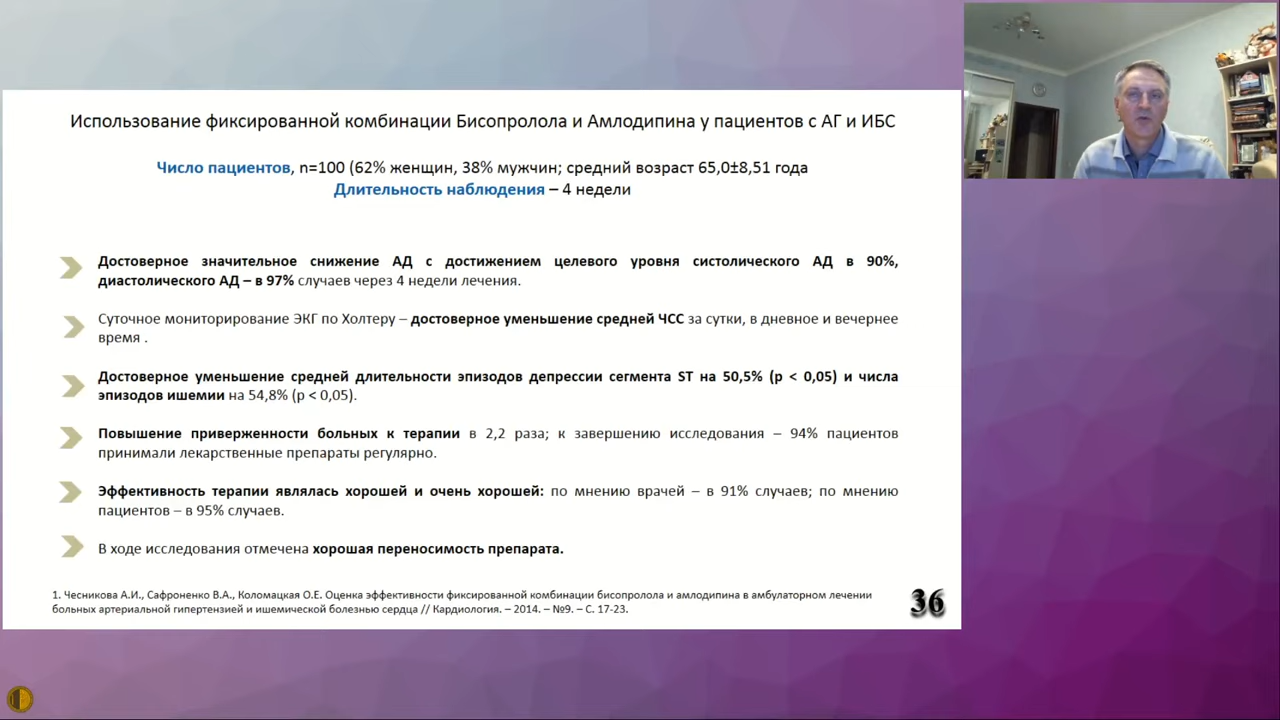 Использование фиксированной комбинации Бисопролола и Амлодипина у пациентов с АГ и ИБС
Число пациентов, n=100 (62% женщин, 38% мужчин; средний возраст 65,0±8,51 года
Длительность наблюдения – 4 недели
Достоверное значительное снижение АД с достижением целевого уровня систолического АД в 90%,
диастолического АД – в 97% случаев через 4 недели лечения.
Суточное мониторирование ЭКГ по Холтеру – достоверное уменьшение средней ЧСС за сутки, в дневное и вечернее
время .
Достоверное уменьшение средней длительности эпизодов депрессии сегмента ST на 50,5% (p < 0,05) и числа
эпизодов ишемии на 54,8% (p < 0,05).
Повышение приверженности больных к терапии в 2,2 раза; к завершению исследования – 94% пациентов
принимали лекарственные препараты регулярно.
Эффективность терапии являлась хорошей и очень хорошей: по мнению врачей – в 91% случаев; по мнению
пациентов – в 95% случаев.
В ходе исследования отмечена хорошая переносимость препарата.
1. Чесникова А.И., Сафроненко В.А., Коломацкая О.Е. Оценка эффективности фиксированной комбинации бисопролола и амлодипина в амбулаторном лечении
больных артериальной гипертензией и ишемической болезнью сердца // Кардиология. – 2014. – №9. – С. 17-23.
36